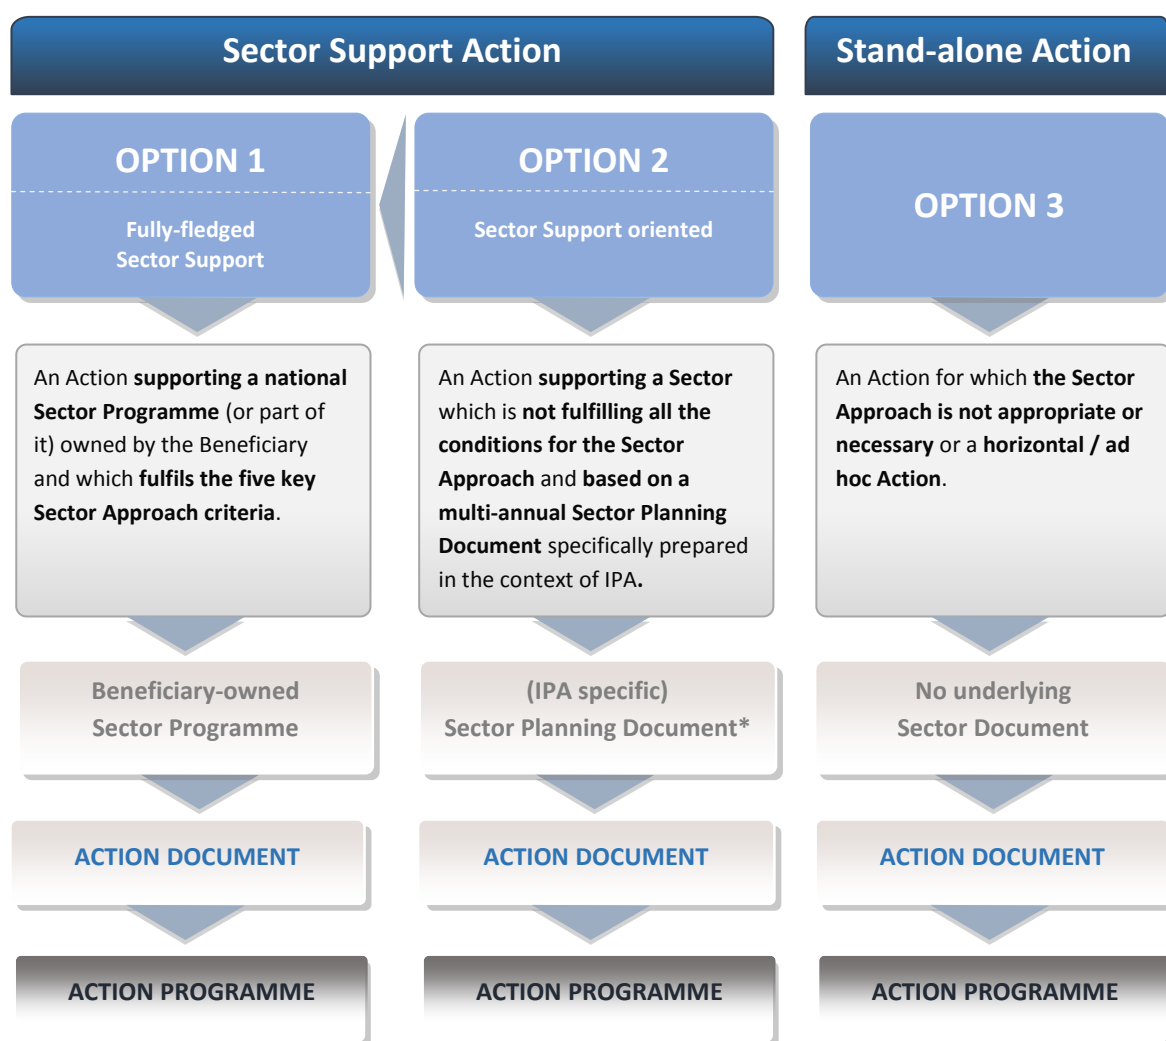 Sector Support Action
Stand-alone Action
OPTION 1
Fully-fledged
Sector Support
OPTION 2
Sector Support oriented
OPTION 3
An Action supporting a national
Sector Programme (or part of
it) owned by the Beneficiary
and which fulfils the five key
Sector Approach criteria.
An Action supporting a Sector
which is not fulfilling all the
conditions for the Sector
Approach and based on a
multi-annual Sector Planning
Document specifically prepared
in the context of IPA.
An Action for which the Sector
Approach is not appropriate or
necessary or a horizontal / ad
hoc Action.
Beneficiary-owned
Sector Programme
(IPA specific)
Sector Planning Document*
No underlying
Sector Document
ACTION DOCUMENT
ACTION DOCUMENT
ACTION DOCUMENT
ACTION PROGRAMME
ACTION PROGRAMME
ACTION PROGRAMME